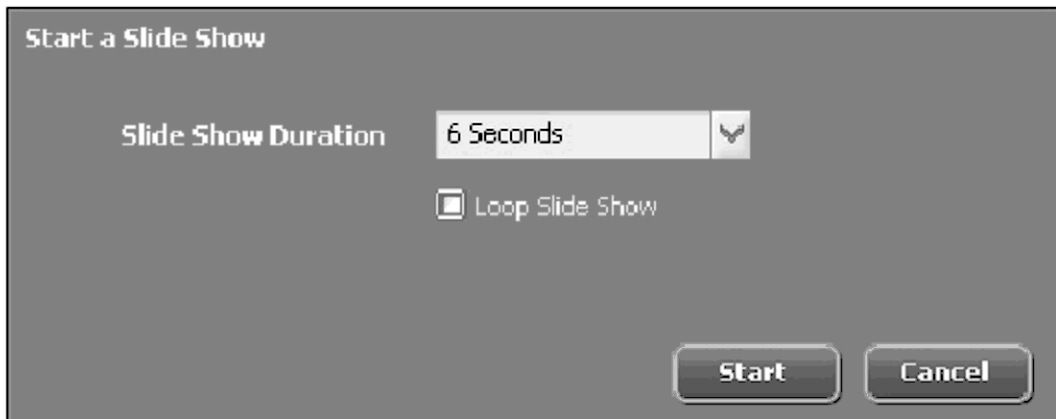 Start a Slide Show
Slide Show Duration
6 Seconds
Loop Slide Show
Start
Cancel